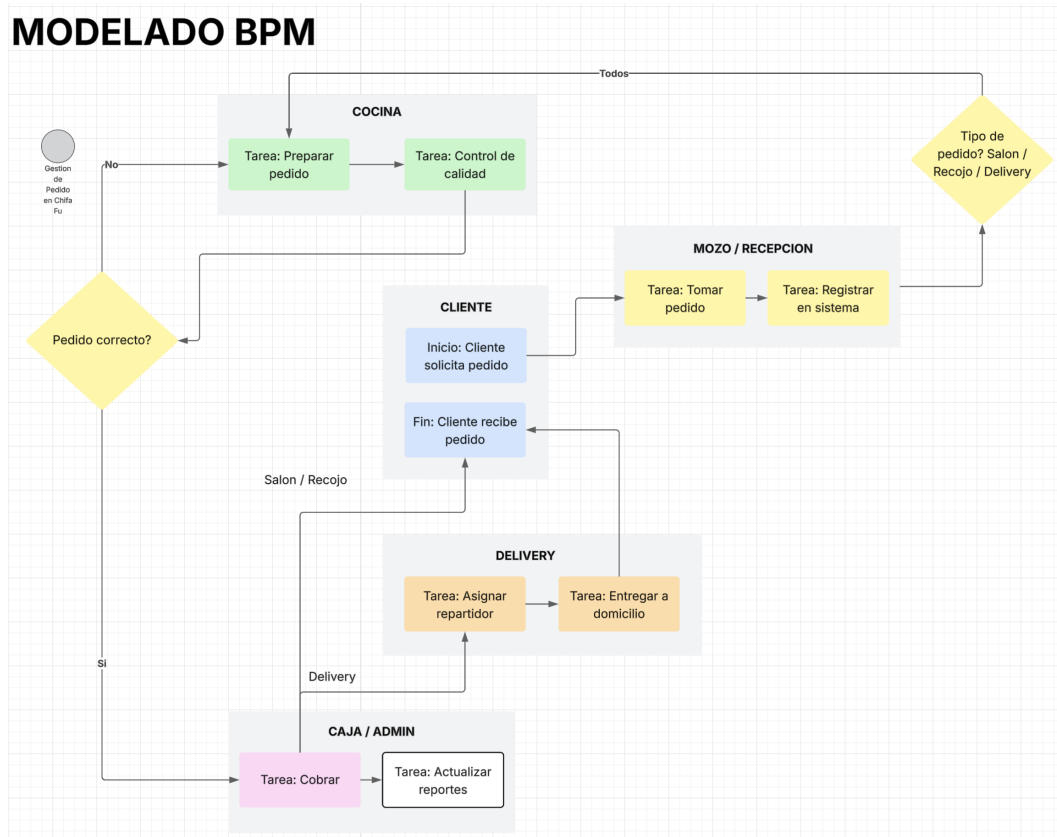 MODELADO BPM
Todos
COCINA
Tarea: Preparar
pedido
Tarea: Control de
calidad
Tipo de
pedido? Salon /
Recojo / Delivery
No
Gestion
de
Pedido
en Chifa
Fu
MOZO / RECEPCION
Tarea: Tomar
pedido
Tarea: Registrar
en sistema
CLIENTE
Pedido correcto?
Inicio: Cliente
solicita pedido
Fin: Cliente recibe
pedido
Salon / Recojo
DELIVERY
Tarea: Asignar
repartidor
Tarea: Entregar a
domicilio
Si
Delivery
CAJA / ADMIN
Tarea: Cobrar
Tarea: Actualizar
reportes